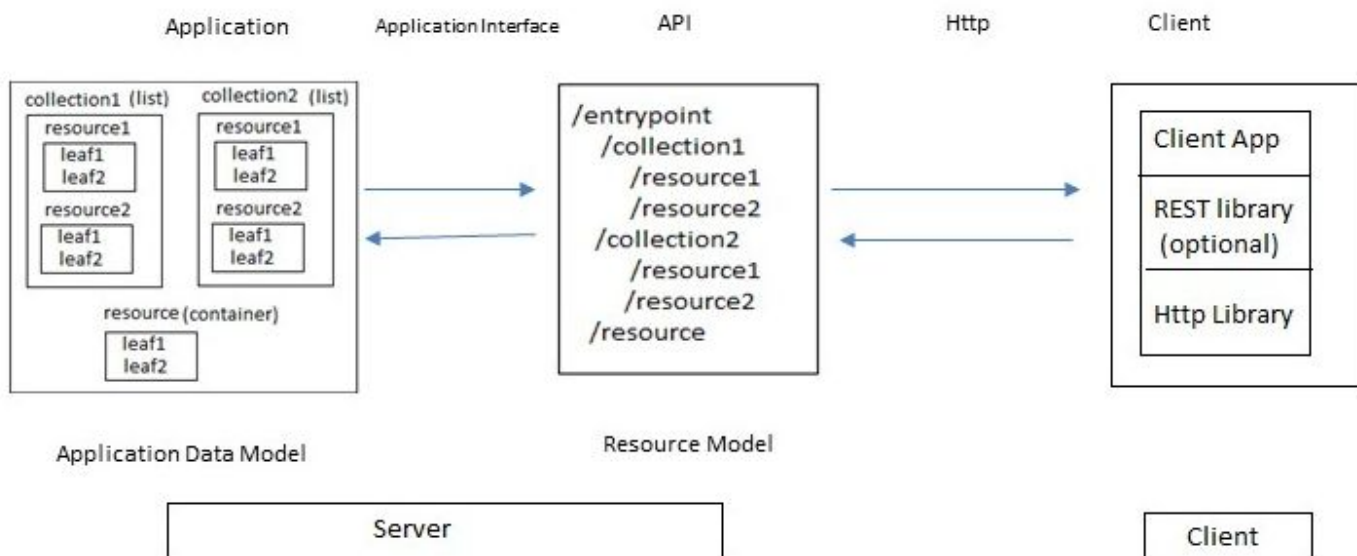 Application
Application Interface
API
Http
Client
collection1 (list)
resource1
leaf1
leaf2
resource2
leaf1
leaf2
collection2 (list)
resource1
leaf1
leaf2
resource2
leaf1
leaf2
resource (container)
leaf1
leaf2
/entrypoint
/collection1
/resource1
/resource2
/collection2
/resource1
/resource2
/resource
Client App
REST library
(optional)
Http Library
Application Data Model
Resource Model
Server
Client